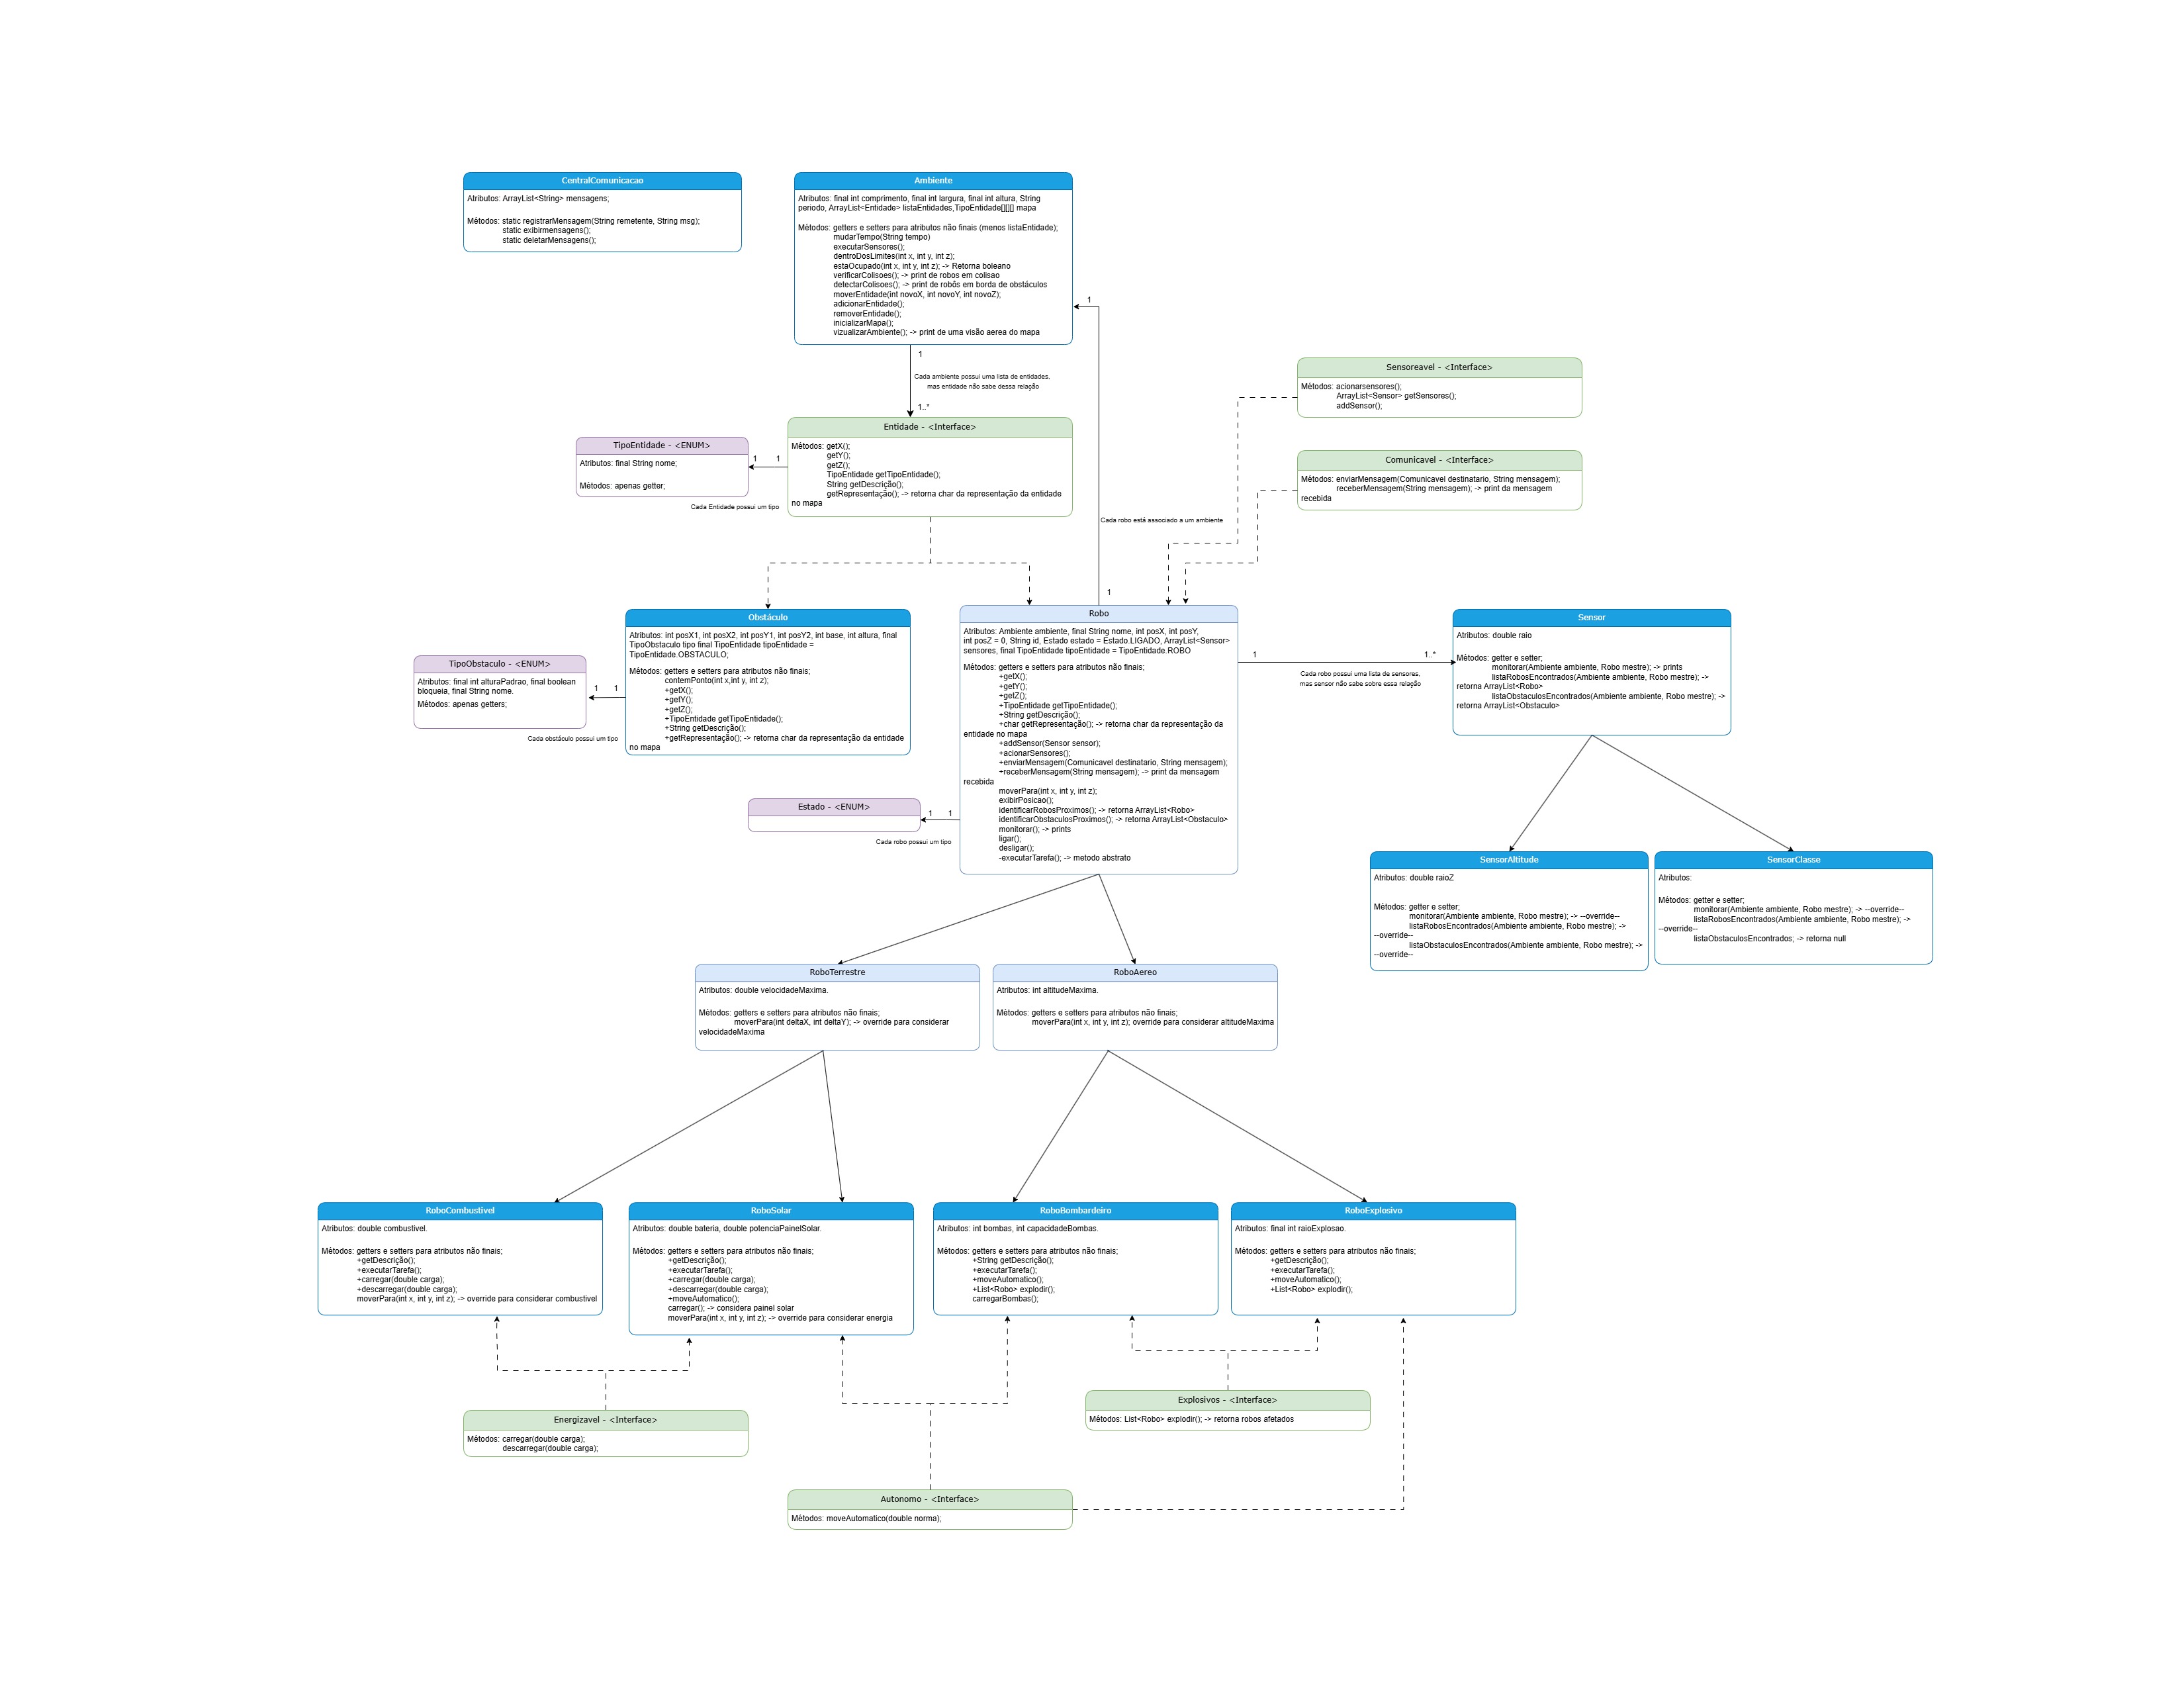 CentralComunicacao
Atributos: ArrayList<String> mensagens;
Métodos: static registrarMensagem(String remetente, String msg);
static exibirmensagens();
static deletarMensagens();
Ambiente
Atributos: final int comprimento, final int largura, final int altura, String
periodo, ArrayList<Entidade> listaEntidades,TipoEntidade[][][] mapa
Métodos: getters e setters para atributos não finais (menos listaEntidade);
mudarTempo(String tempo)
executarSensores();
dentroDosLimites(int x, int y, int z);
estaOcupado(int x, int y, int z); -> Retorna boleano
verificarColisoes(); -> print de robos em colisao
detectarColisoes(); -> print de robôs em borda de obstáculos
moverEntidade(int novoX, int novoY, int novoZ);
adicionarEntidade();
removerEntidade();
inicializarMapa();
vizualizarAmbiente(); -> print de uma visão aerea do mapa
1
1
Cada ambiente possui uma lista de entidades,
mas entidade não sabe dessa relação
1..*
Sensoreavel - <Interface>
Métodos: acionarsensores();
ArrayList<Sensor> getSensores();
addSensor();
Entidade - <Interface>
Métodos: getX();
getY();
getZ();
TipoEntidade getTipoEntidade();
String getDescrição();
getRepresentação(); -> retorna char da representação da entidade
no mapa
TipoEntidade - <ENUM>
Atributos: final String nome;
Métodos: apenas getter;
1 1
Cada Entidade possui um tipo
Comunicavel - <Interface>
Métodos: enviarMensagem(Comunicavel destinatario, String mensagem);
receberMensagem(String mensagem); -> print da mensagem
recebida
Cada robo está associado a um ambiente
1
Obstáculo
Atributos: int posX1, int posX2, int posY1, int posY2, int base, int altura, final
TipoObstaculo tipo final TipoEntidade tipoEntidade =
TipoEntidade.OBSTACULO;
Métodos: getters e setters para atributos não finais;
contemPonto(int x,int y, int z);
+getX();
+getY();
+getZ();
+TipoEntidade getTipoEntidade();
+String getDescrição();
+getRepresentação(); -> retorna char da representação da entidade
no mapa
TipoObstaculo - <ENUM>
Atributos: final int alturaPadrao, final boolean
bloqueia, final String nome.
Métodos: apenas getters;
1 1
Cada obstáculo possui um tipo
Robo
Atributos: Ambiente ambiente, final String nome, int posX, int posY,
int posZ = 0, String id, Estado estado = Estado.LIGADO, ArrayList<Sensor>
sensores, final TipoEntidade tipoEntidade = TipoEntidade.ROBO
Métodos: getters e setters para atributos não finais;
+getX();
+getY();
+getZ();
+TipoEntidade getTipoEntidade();
+String getDescrição();
+char getRepresentação(); -> retorna char da representação da
entidade no mapa
+addSensor(Sensor sensor);
+acionarSensores();
+enviarMensagem(Comunicavel destinatario, String mensagem);
+receberMensagem(String mensagem); -> print da mensagem
recebida
moverPara(int x, int y, int z);
exibirPosicao();
identificarRobosProximos(); -> retorna ArrayList<Robo>
identificarObstaculosProximos(); -> retorna ArrayList<Obstaculo>
monitorar(); -> prints
ligar();
desligar();
-executarTarefa(); -> metodo abstrato
Estado - <ENUM>
1 1
Cada robo possui um tipo
1 1..*
Cada robo possui uma lista de sensores,
mas sensor não sabe sobre essa relação
Sensor
Atributos: double raio
Métodos: getter e setter;
monitorar(Ambiente ambiente, Robo mestre); -> prints
listaRobosEncontrados(Ambiente ambiente, Robo mestre); ->
retorna ArrayList<Robo>
listaObstaculosEncontrados(Ambiente ambiente, Robo mestre); ->
retorna ArrayList<Obstaculo>
SensorAltitude
Atributos: double raioZ
Métodos: getter e setter;
monitorar(Ambiente ambiente, Robo mestre); -> --override--
listaRobosEncontrados(Ambiente ambiente, Robo mestre); ->
--override--
listaObstaculosEncontrados(Ambiente ambiente, Robo mestre); ->
--override--
SensorClasse
Atributos:
Métodos: getter e setter;
monitorar(Ambiente ambiente, Robo mestre); -> --override--
listaRobosEncontrados(Ambiente ambiente, Robo mestre); ->
--override--
listaObstaculosEncontrados; -> retorna null
RoboTerrestre
Atributos: double velocidadeMaxima.
Métodos: getters e setters para atributos não finais;
moverPara(int deltaX, int deltaY); -> override para considerar
velocidadeMaxima
RoboAereo
Atributos: int altitudeMaxima.
Métodos: getters e setters para atributos não finais;
moverPara(int x, int y, int z); override para considerar altitudeMaxima
RoboCombustivel
Atributos: double combustivel.
Métodos: getters e setters para atributos não finais;
+getDescrição();
+executarTarefa();
+carregar(double carga);
+descarregar(double carga);
moverPara(int x, int y, int z); -> override para considerar combustivel
RoboSolar
Atributos: double bateria, double potenciaPainelSolar.
Métodos: getters e setters para atributos não finais;
+getDescrição();
+executarTarefa();
+carregar(double carga);
+descarregar(double carga);
+moveAutomatico();
carregar(); -> considera painel solar
moverPara(int x, int y, int z); -> override para considerar energia
RoboBombardeiro
Atributos: int bombas, int capacidadeBombas.
Métodos: getters e setters para atributos não finais;
+String getDescrição();
+executarTarefa();
+moveAutomatico();
+List<Robo> explodir();
carregarBombas();
RoboExplosivo
Atributos: final int raioExplosao.
Métodos: getters e setters para atributos não finais;
+getDescrição();
+executarTarefa();
+moveAutomatico();
+List<Robo> explodir();
Explosivos - <Interface>
Métodos: List<Robo> explodir(); -> retorna robos afetados
Energizavel - <Interface>
Métodos: carregar(double carga);
descarregar(double carga);
Autonomo - <Interface>
Métodos: moveAutomatico(double norma);